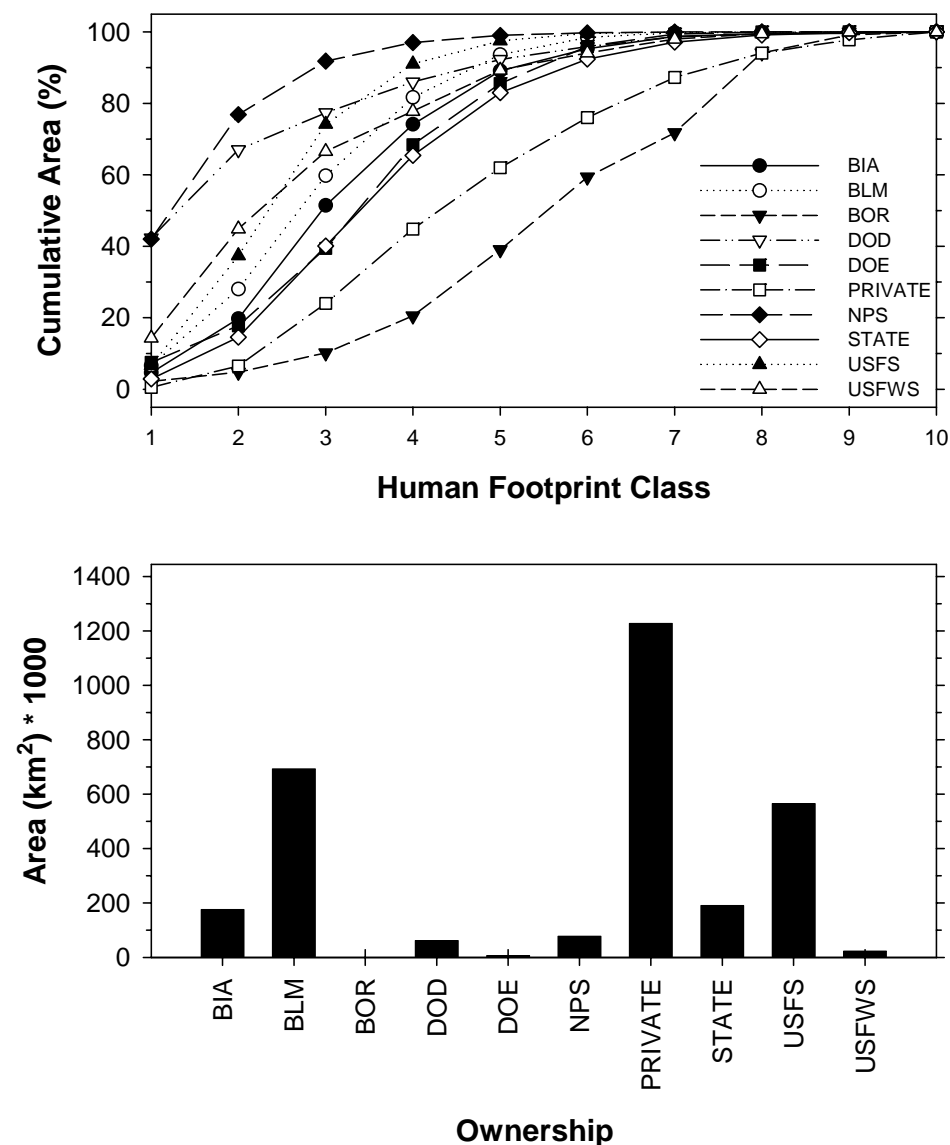 Cumulative Area (%)
100
80
60
40
20
0
BIA
BLM
BOR
DOD
DOE
PRIVATE
NPS
STATE
USFS
USFWS
1 2 3 4 5 6 7 8 9 10
Human Footprint Class
Area (km²) * 1000
1400
1200
1000
800
600
400
200
0
BIA
BLM
BOR
DOD
DOE
NPS
PRIVATE
STATE
USFS
USFWS
Ownership